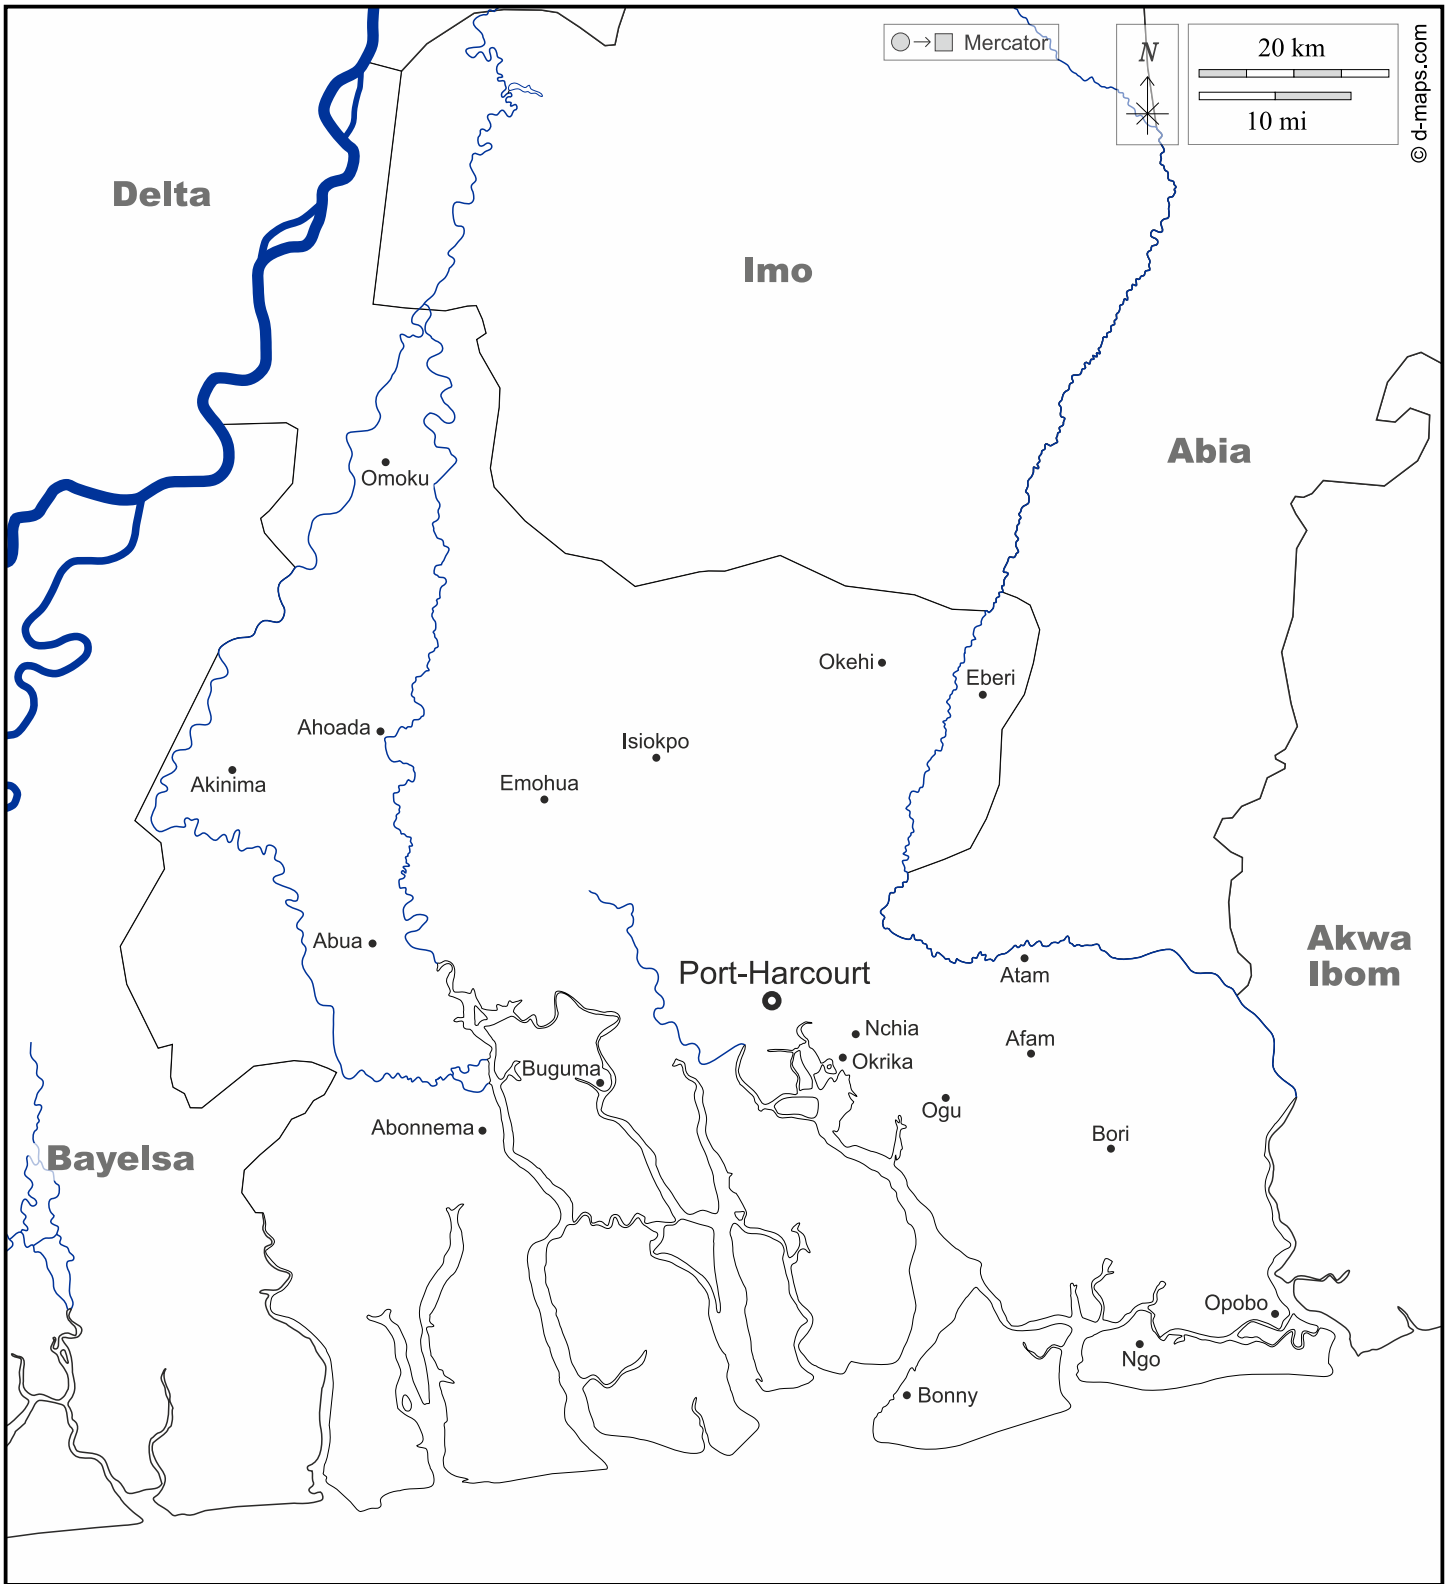 Mercator
N
20 km
10 mi
© d-maps.com
Delta
Imo
Abia
Omoku
Okehi
Eberi
Ahoada
Isiokpo
Akinima
Emohua
Abua
Akwa
Ibom
Port-Harcourt
Atam
Nchia
Afam
Okrika
Buguma
Ogu
Abonnema
Bori
Bayelsa
Opobo
Ngo
Bonny